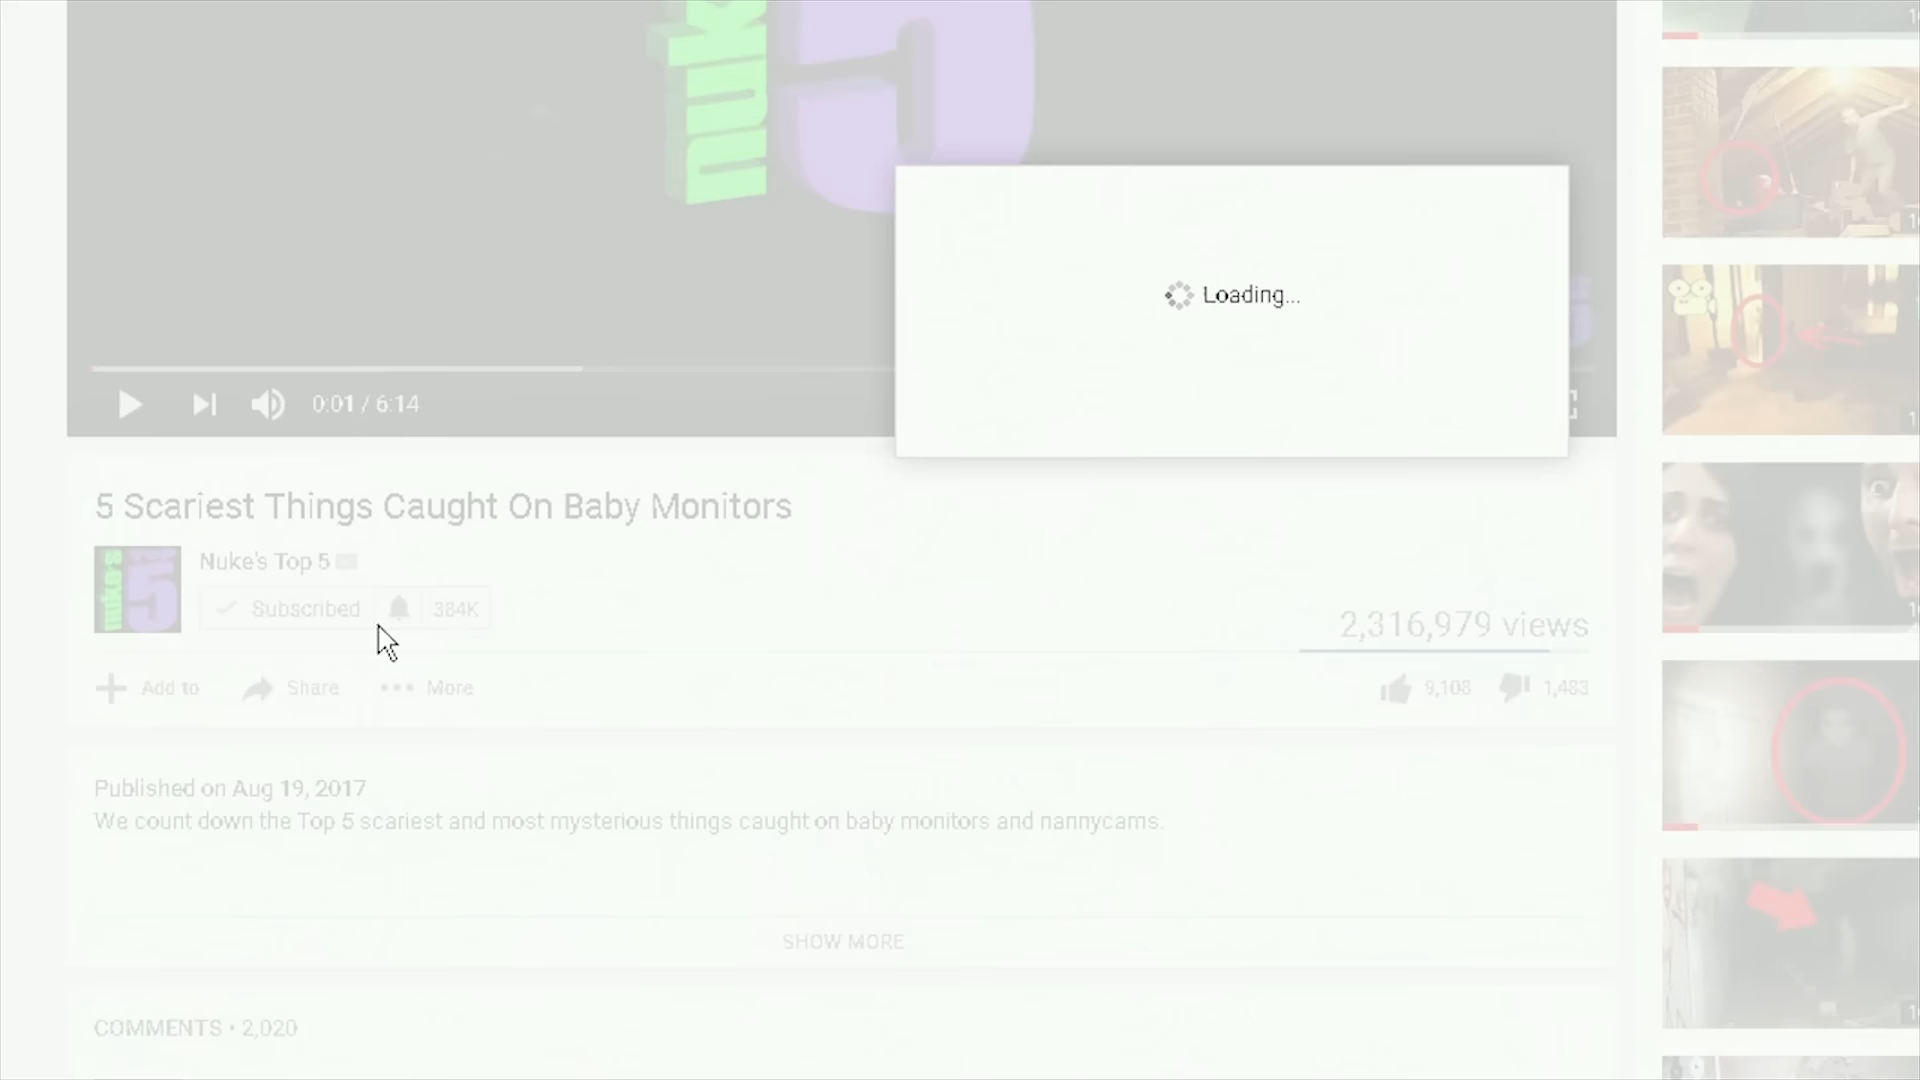 nuk
5
Loading...
0:01 / 6:14
5 Scariest Things Caught On Baby Monitors
nuke's
5
Nuke's Top 5
Subscribed
384K
2,316,979 views
Add to
Share
More
9,108
1,483
Published on Aug 19, 2017
We count down the Top 5 scariest and most mysterious things caught on baby monitors and nannycams.
SHOW MORE
COMMENTS • 2,020